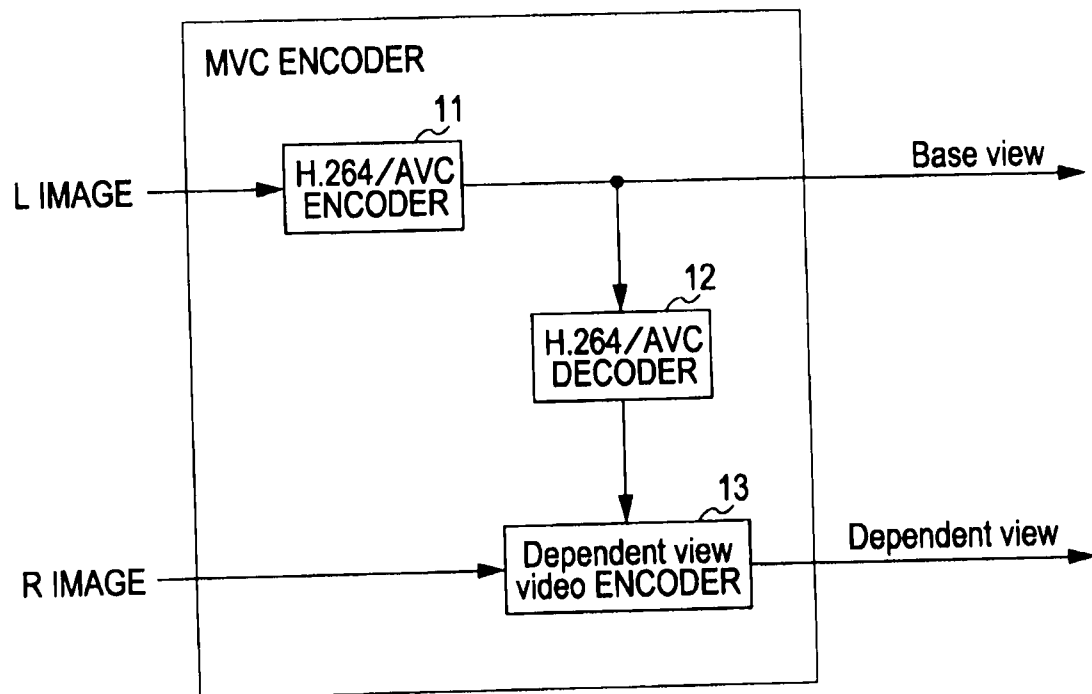 MVC ENCODER
11
H.264/AVC
ENCODER
L IMAGE
Base view
12
H.264/AVC
DECODER
13
Dependent view
video ENCODER
R IMAGE
Dependent view